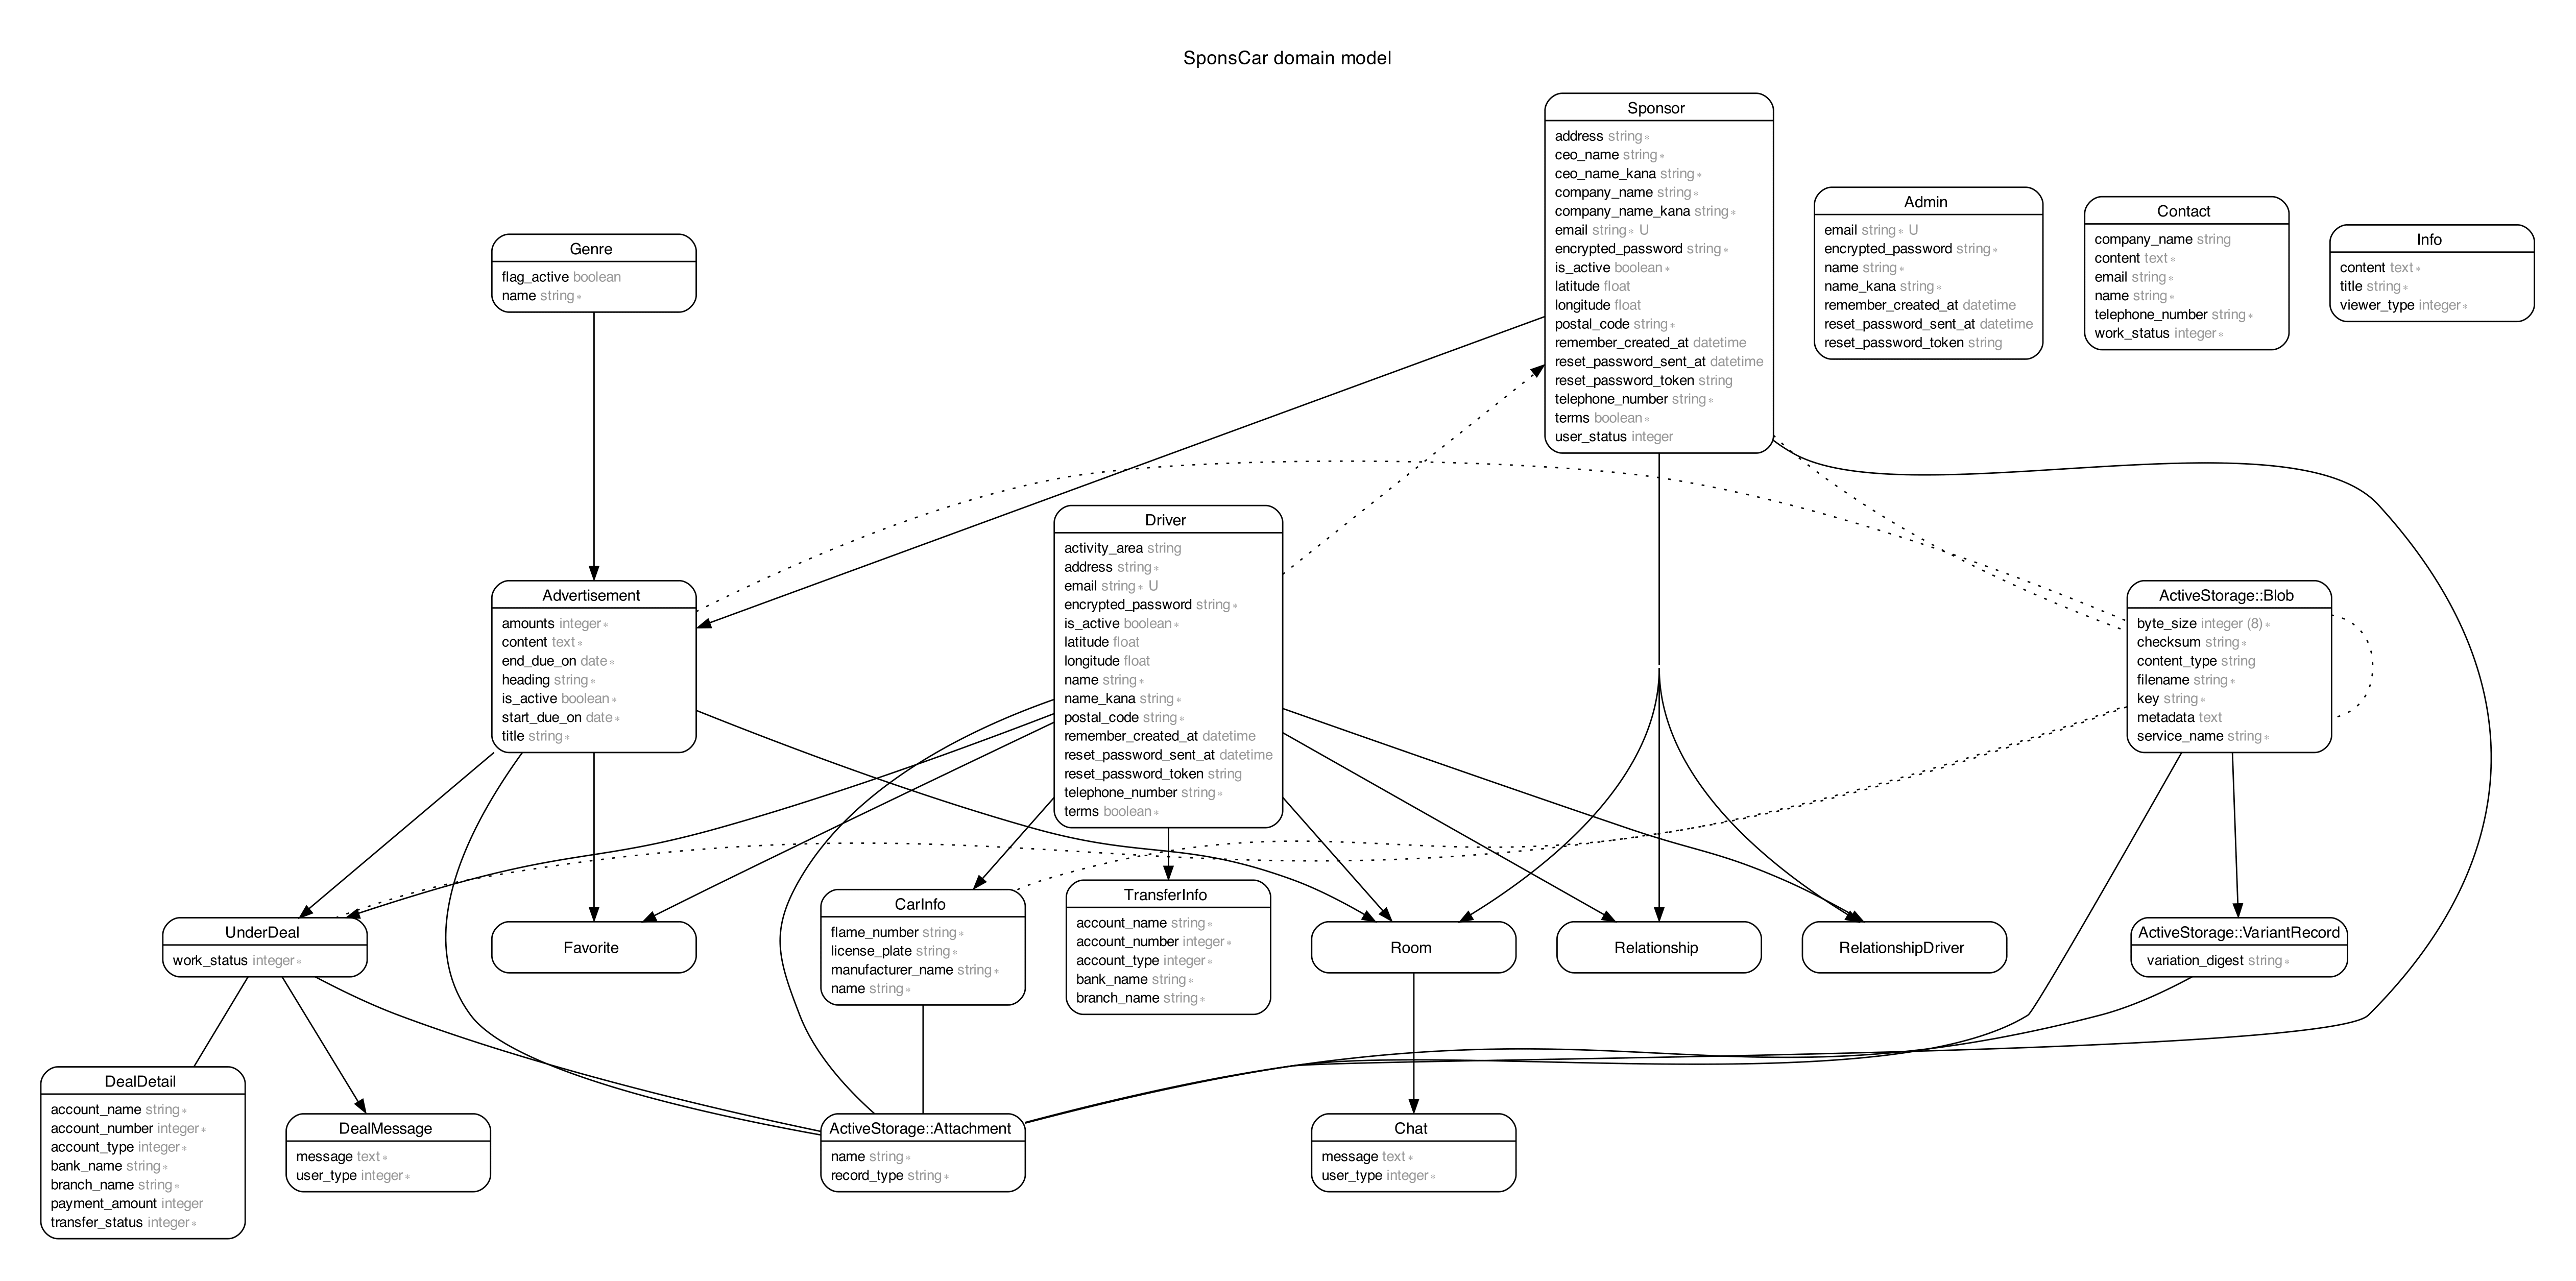 SponsCar domain model
Sponsor
address string ∗
ceo_name string ∗
ceo_name_kana string ∗
company_name string ∗
company_name_kana string ∗
email string ∗ U
encrypted_password string ∗
is_active boolean ∗
latitude float
longitude float
postal_code string ∗
remember_created_at datetime
reset_password_sent_at datetime
reset_password_token string
telephone_number string ∗
terms boolean ∗
user_status integer
Admin
email string ∗ U
encrypted_password string ∗
name string ∗
name_kana string ∗
remember_created_at datetime
reset_password_sent_at datetime
reset_password_token string
Contact
company_name string
content text ∗
email string ∗
name string ∗
telephone_number string ∗
work_status integer ∗
Info
content text ∗
title string ∗
viewer_type integer ∗
Genre
flag_active boolean
name string ∗
Driver
activity_area string
address string ∗
email string ∗ U
encrypted_password string ∗
is_active boolean ∗
latitude float
longitude float
name string ∗
name_kana string ∗
postal_code string ∗
remember_created_at datetime
reset_password_sent_at datetime
reset_password_token string
telephone_number string ∗
terms boolean ∗
Advertisement
amounts integer ∗
content text ∗
end_due_on date ∗
heading string ∗
is_active boolean ∗
start_due_on date ∗
title string ∗
ActiveStorage::Blob
byte_size integer (8) ∗
checksum string ∗
content_type string
filename string ∗
key string ∗
metadata text
service_name string ∗
UnderDeal
work_status integer ∗
Favorite
CarInfo
flame_number string ∗
license_plate string ∗
manufacturer_name string ∗
name string ∗
TransferInfo
account_name string ∗
account_number integer ∗
account_type integer ∗
bank_name string ∗
branch_name string ∗
Room
Relationship
RelationshipDriver
ActiveStorage::VariantRecord
variation_digest string ∗
DealDetail
account_name string ∗
account_number integer ∗
account_type integer ∗
bank_name string ∗
branch_name string ∗
payment_amount integer
transfer_status integer ∗
DealMessage
message text ∗
user_type integer ∗
ActiveStorage::Attachment
name string ∗
record_type string ∗
Chat
message text ∗
user_type integer ∗